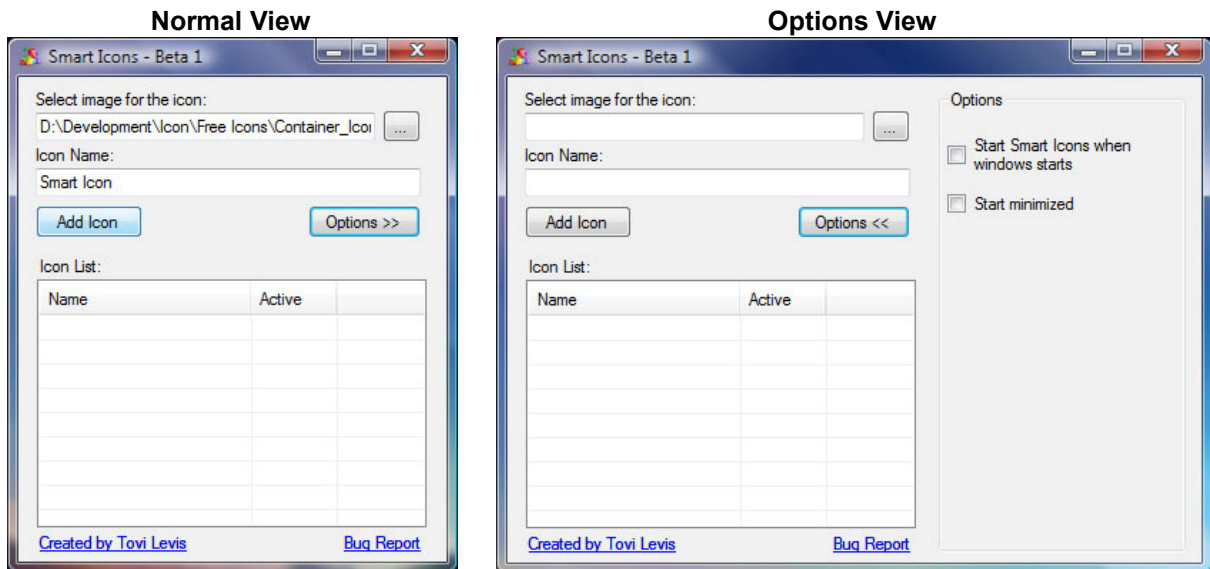 Normal View
Smart Icons - Beta 1
Select image for the icon:
D:\Development\Icon\Free Icons\Container_Icon
...
Icon Name:
Smart Icon
Add Icon
Options >>
Icon List:
Name Active
Created by Tovi Levis
Bug Report
Options View
Smart Icons - Beta 1
Select image for the icon:
...
Icon Name:
Add Icon
Options <<
Icon List:
Name Active
Created by Tovi Levis
Bug Report
Options
Start Smart Icons when
windows starts
Start minimized